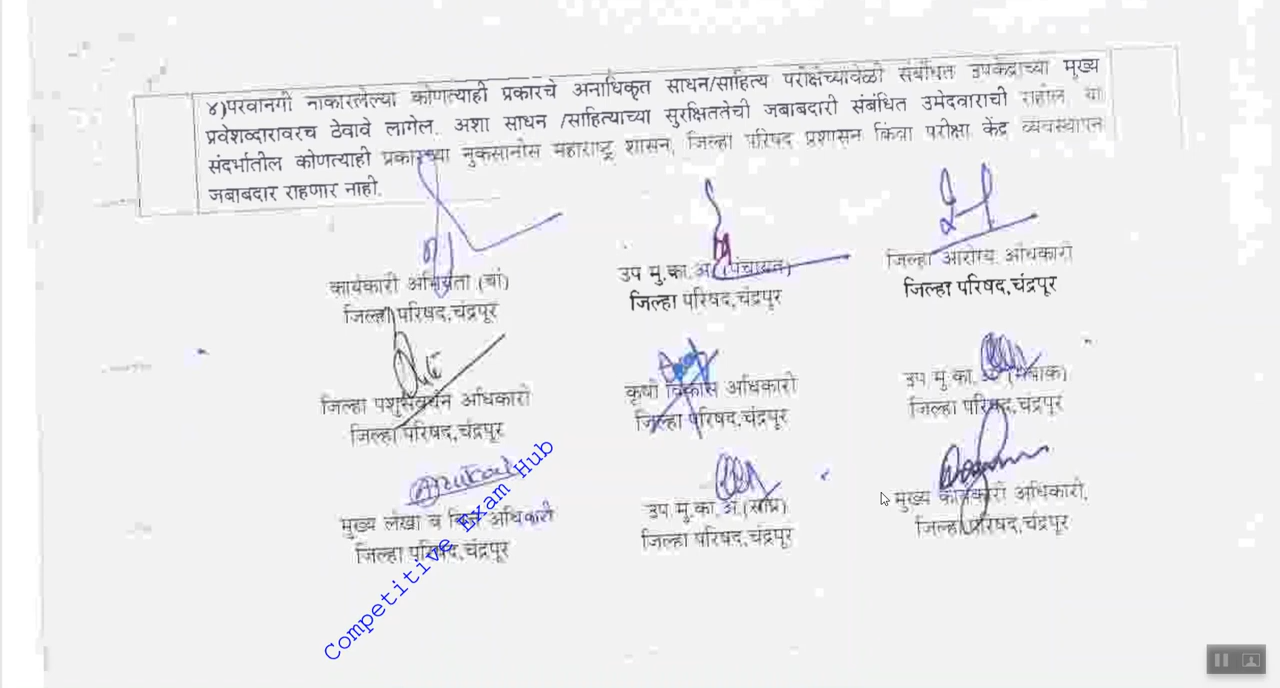 ४)परवानगी नाकारलेल्या कोणत्याही प्रकारचे अनाधिकृत साधन/साहित्य परीक्षेच्यावेळी संबंधित उपकेंद्राच्या मुख्य
प्रवेशव्दारावरच ठेवावे लागेल. अशा साधन /साहित्याच्या सुरक्षिततेची जबाबदारी संबंधित उमेदवाराची राहील. या
संदर्भातील कोणत्याही प्रकारच्या नुकसानीस महाराष्ट्र शासन, जिल्हा परिषद प्रशासन किंवा परीक्षा केंद्र व्यवस्थापन
जबाबदार राहणार नाही.
कार्यकारी अभियंता (बां) उप मु.का.अ.(पंचायत) जिल्हा आरोग्य अधिकारी
जिल्हा परिषद,चंद्रपूर जिल्हा परिषद,चंद्रपूर जिल्हा परिषद,चंद्रपूर
जिल्हा पशुसंवर्धन अधिकारी कृषी विकास अधिकारी उप मु.का.
जिल्हा परिषद,चंद्रपूर जिल्हा परिषद,चंद्रपूर जिल्हा परिषद,चंद्रपूर
मुख्य लेखा व वित्त अधिकारी उप मु.का.अ.(साप्र) मुख्य कार्यकारी अधिकारी,
जिल्हा परिषद,चंद्रपूर जिल्हा परिषद,चंद्रपूर जिल्हा परिषद,चंद्रपूर
Competitive Exam Hub